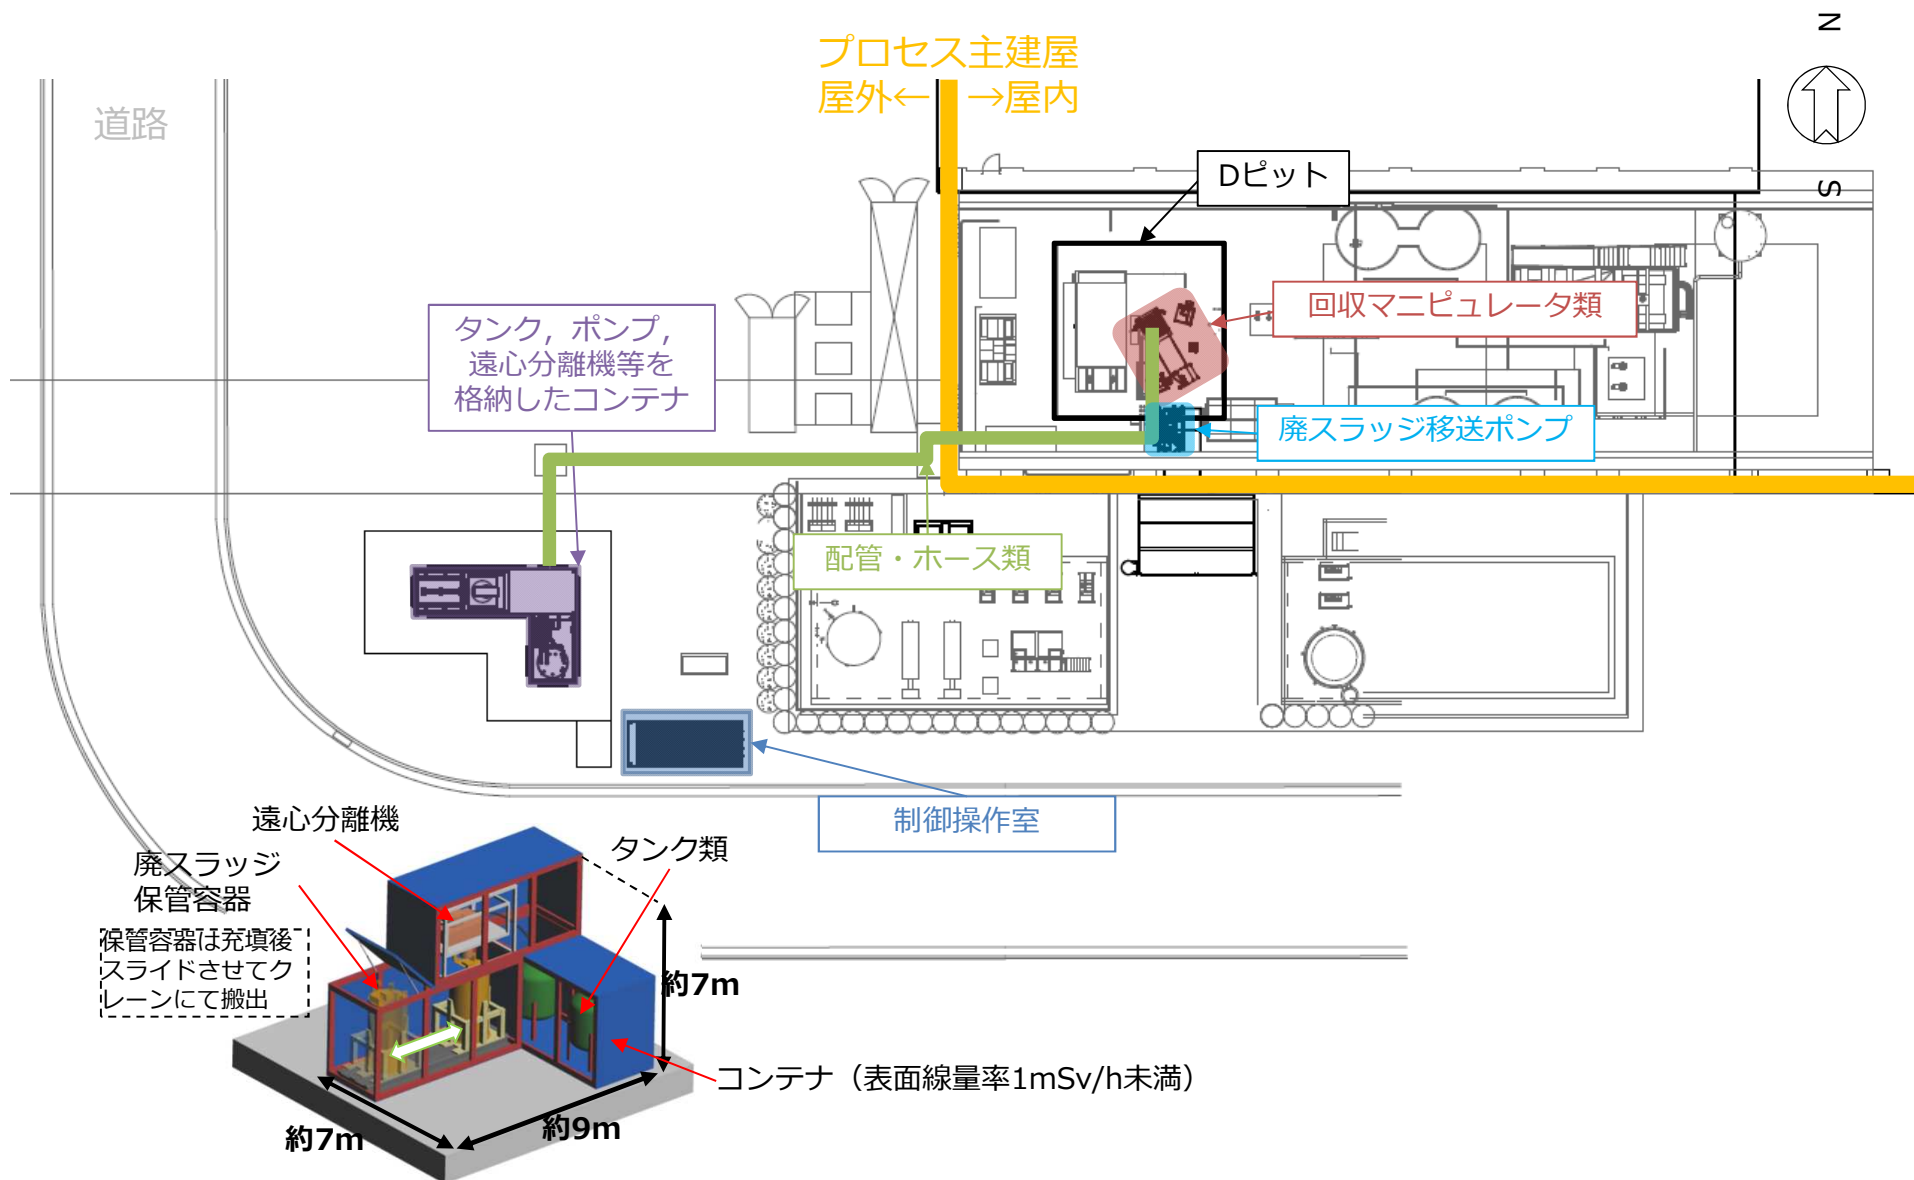 N
プロセス主建屋
屋外←　→屋内
道路
Dピット
S
回収マニピュレータ類
タンク，ポンプ，
遠心分離機等を
格納したコンテナ
廃スラッジ移送ポンプ
配管・ホース類
制御操作室
遠心分離機
タンク類
廃スラッジ
保管容器
保管容器は充填後
スライドさせてク
レーンにて搬出
約7m
コンテナ（表面線量率1mSv/h未満）
約9m
約7m